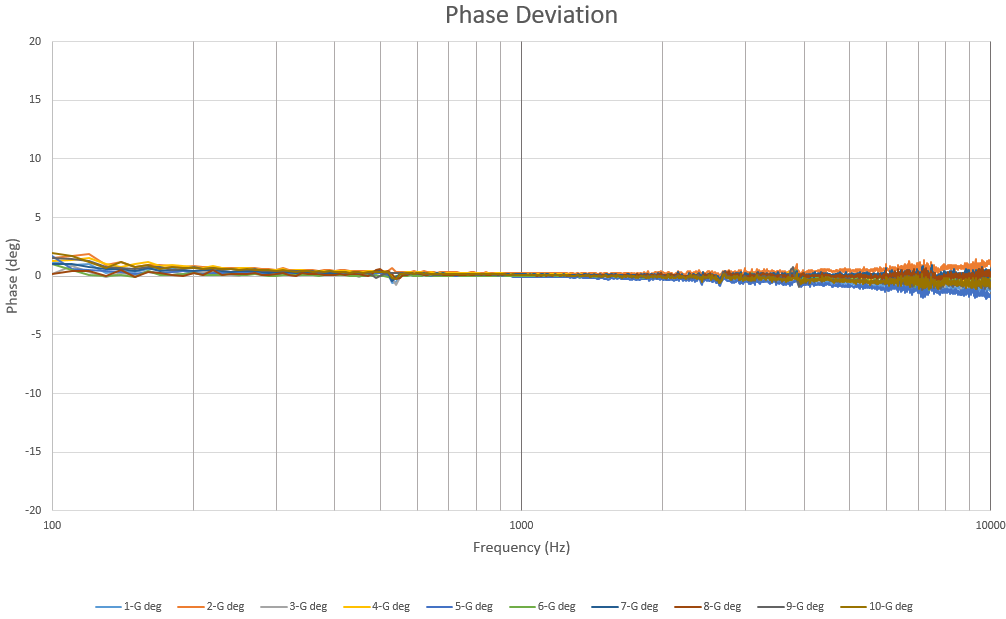 Phase Deviation
20
15
10
5
0
-5
-10
-15
-20
Phase (deg)
100 1000 10000
Frequency (Hz)
1-G deg 2-G deg 3-G deg 4-G deg 5-G deg 6-G deg 7-G deg 8-G deg 9-G deg 10-G deg